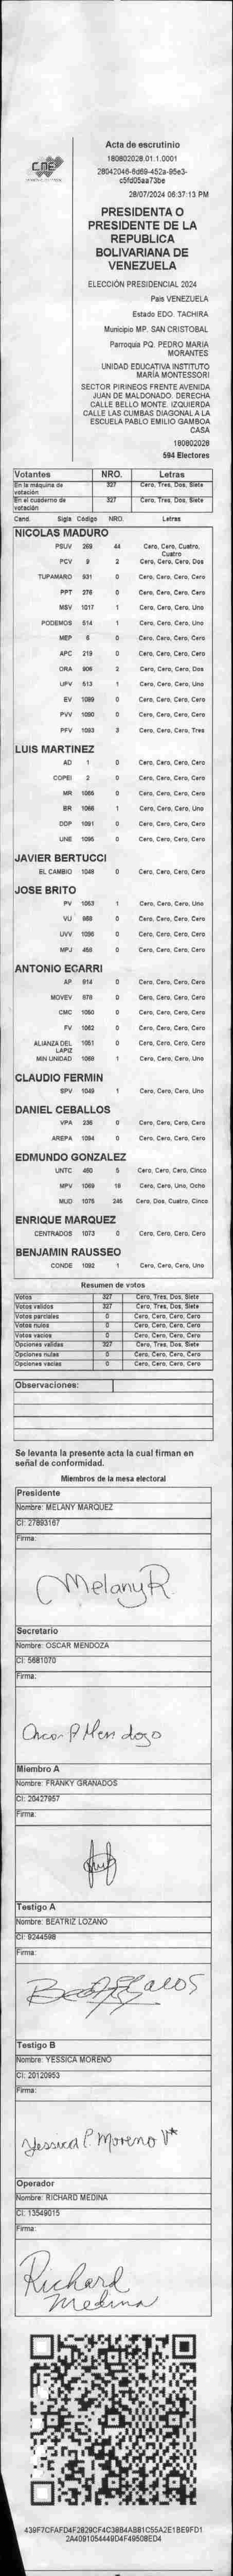 CNE
Acta de escrutinio
180802028.01.1.0001
28/07/2024 06:37:13 PM
PRESIDENTA O
PRESIDENTE DE LA
REPUBLICA
BOLIVARIANA DE
VENEZUELA
ELECCIÓN PRESIDENCIAL 2024
Pais VENEZUELA
Estado EDO. TACHIRA
Municipio MP. SAN CRISTOBAL
Parroquia PQ. PEDRO MARIA
MORANTES
UNIDAD EDUCATIVA INSTITUTO
MARÍA MONTESSORI
SECTOR PIRINEOS FRENTE AVENIDA
JUAN DE MALDONADO. DERECHA
CALLE BELLO MONTE. IZQUIERDA
CALLE LAS CUMBAS DIAGONAL A LA
ESCUELA PABLO EMILIO GAMBOA
CASA
180802028
594 Electores
Votantes NRO. Letras
En la máquina de votación 327 Cero, Tres, Dos, Siete
En el cuaderno de votación 327 Cero, Tres, Dos, Siete
Cand. Sigla Código NRO. Letras
NICOLAS MADURO
PSUV 269 44 Cero, Cero, Cuatro, Cuatro
PCV 9 2 Cero, Cero, Cero, Dos
TUPAMARO 931 0 Cero, Cero, Cero, Cero
PPT 276 0 Cero, Cero, Cero, Cero
MSV 1017 1 Cero, Cero, Cero, Uno
PODEMOS 514 1 Cero, Cero, Cero, Uno
MEP 6 0 Cero, Cero, Cero, Cero
APC 219 0 Cero, Cero, Cero, Cero
ORA 906 2 Cero, Cero, Cero, Dos
UPV 513 1 Cero, Cero, Cero, Uno
EV 1089 0 Cero, Cero, Cero, Cero
PVV 1090 0 Cero, Cero, Cero, Cero
PFV 1093 3 Cero, Cero, Cero, Tres
LUIS MARTINEZ
AD 1 0 Cero, Cero, Cero, Cero
COPEI 2 0 Cero, Cero, Cero, Cero
MR 1055 0 Cero, Cero, Cero, Cero
BR 1066 1 Cero, Cero, Cero, Uno
DDP 1091 0 Cero, Cero, Cero, Cero
UNE 1095 0 Cero, Cero, Cero, Cero
JAVIER BERTUCCI
EL CAMBIO 1048 0 Cero, Cero, Cero, Cero
JOSE BRITO
PV 1053 1 Cero, Cero, Cero, Uno
VU 968 0 Cero, Cero, Cero, Cero
UVV 1096 0 Cero, Cero, Cero, Cero
MPJ 458 0 Cero, Cero, Cero, Cero
ANTONIO ECARRI
AP 914 0 Cero, Cero, Cero, Cero
MOVEV 679 0 Cero, Cero, Cero, Cero
CMC 1050 0 Cero, Cero, Cero, Cero
FV 1062 0 Cero, Cero, Cero, Cero
ALIANZA DEL LAPIZ 1051 0 Cero, Cero, Cero, Cero
MIN UNIDAD 1068 1 Cero, Cero, Cero, Uno
CLAUDIO FERMIN
SPV 1049 1 Cero, Cero, Cero, Uno
DANIEL CEBALLOS
VPA 236 0 Cero, Cero, Cero, Cero
AREPA 1094 0 Cero, Cero, Cero, Cero
EDMUNDO GONZALEZ
UNTC 460 5 Cero, Cero, Cero, Cinco
MPV 1069 18 Cero, Cero, Uno, Ocho
MUD 1075 245 Cero, Dos, Cuatro, Cinco
ENRIQUE MARQUEZ
CENTRADOS 1073 0 Cero, Cero, Cero, Cero
BENJAMIN RAUSSEO
CONDE 1092 1 Cero, Cero, Cero, Uno
Resumen de votos
Votos 327 Cero, Tres, Dos, Siete
Votos validos 327 Cero, Tres, Dos, Siete
Votos parciales 0 Cero, Cero, Cero, Cero
Votos nulos 0 Cero, Cero, Cero, Cero
Votos vacios 0 Cero, Cero, Cero, Cero
Opciones validas 327 Cero, Tres, Dos, Siete
Opciones nulas 0 Cero, Cero, Cero, Cero
Opciones vacias 0 Cero, Cero, Cero, Cero
Observaciones:
Se levanta la presente acta la cual firman en
señal de conformidad.
Miembros de la mesa electoral
Presidente
Nombre: MELANY MARQUEZ
CI: 27893167
Firma:
Melany R.
Secretario
Nombre: OSCAR MENDOZA
CI: 5681070
Firma:
Miembro A
Nombre: FRANKY GRANADOS
CI: 20427957
Firma:
Testigo A
Nombre: BEATRIZ LOZANO
CI: 9244598
Firma:
Testigo B
Nombre: YESSICA MORENO
CI: 20120953
Firma:
Yessica P. Moreno V*
Operador
Nombre: RICHARD MEDINA
CI: 13549015
Firma:
Richard
Medina